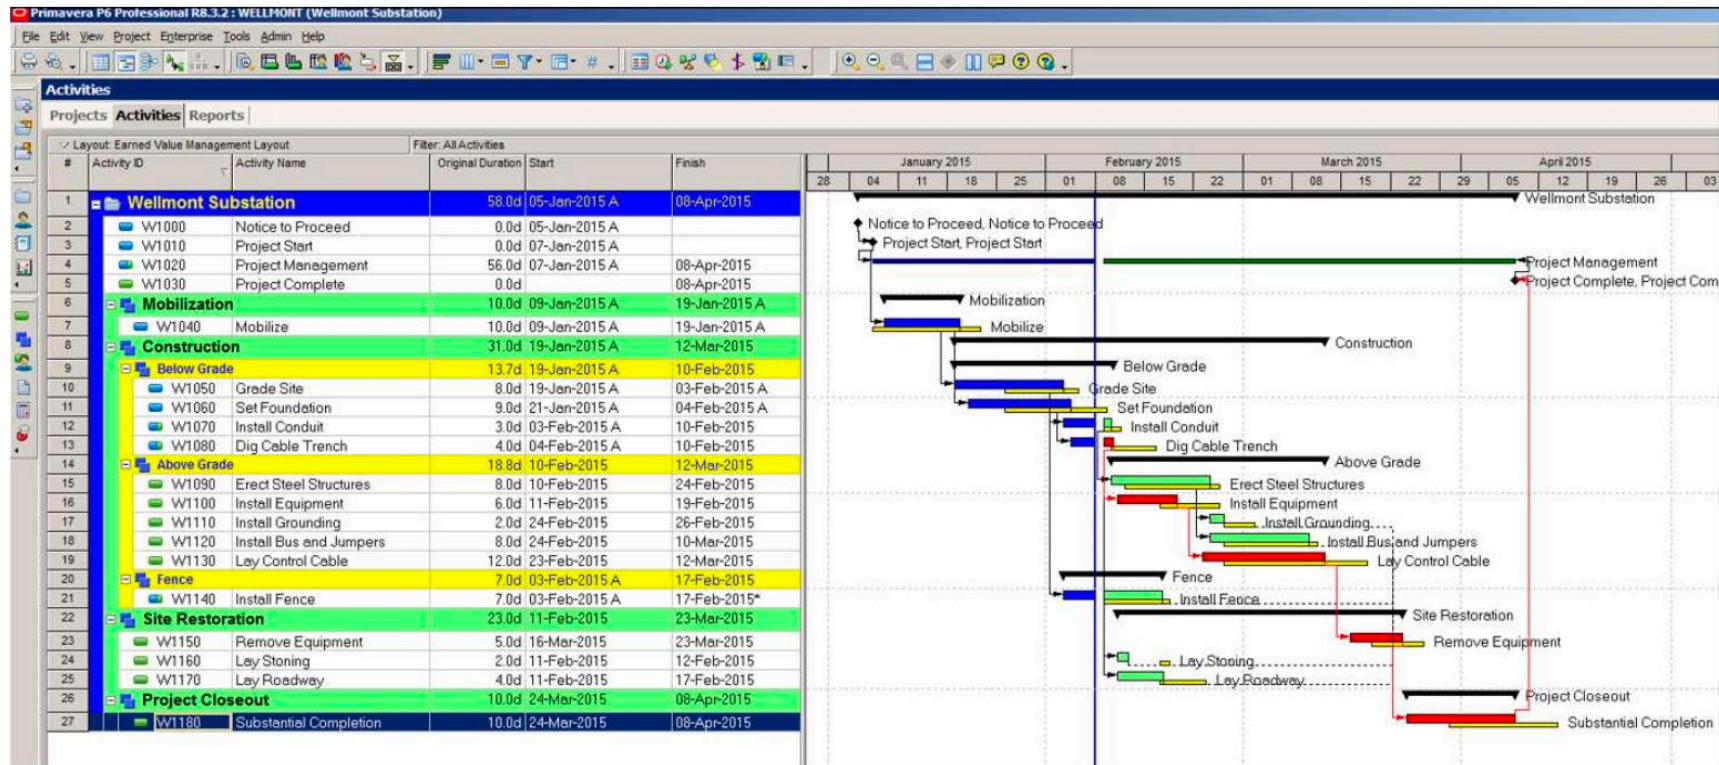 Primavera P6 Professional R8.3.2 : WELLMONT (Wellmont Substation)
File Edit View Project Enterprise Tools Admin Help
Activities
Projects Activities Reports
Layout: Earned Value Management Layout Filter: All Activities
# Activity ID Activity Name Original Duration Start Finish January 2015 February 2015 March 2015 April 2015
28 04 11 18 25 01 08 15 22 01 08 15 22 29 05 12 19 26 03
1 Wellmont Substation 58.0d 05-Jan-2015 A 08-Apr-2015 Wellmont Substation
2 W1000 Notice to Proceed 0.0d 05-Jan-2015 A Notice to Proceed, Notice to Proceed
3 W1010 Project Start 0.0d 07-Jan-2015 A Project Start, Project Start
4 W1020 Project Management 56.0d 07-Jan-2015 A 08-Apr-2015 Project Management
5 W1030 Project Complete 0.0d 08-Apr-2015 Project Complete, Project Com
6 Mobilization 10.0d 09-Jan-2015 A 19-Jan-2015 A Mobilization
7 W1040 Mobilize 10.0d 09-Jan-2015 A 19-Jan-2015 A Mobilize
8 Construction 31.0d 19-Jan-2015 A 12-Mar-2015 Construction
9 Below Grade 13.7d 19-Jan-2015 A 10-Feb-2015 Below Grade
10 W1050 Grade Site 8.0d 19-Jan-2015 A 03-Feb-2015 A Grade Site
11 W1060 Set Foundation 9.0d 21-Jan-2015 A 04-Feb-2015 A Set Foundation
12 W1070 Install Conduit 3.0d 03-Feb-2015 A 10-Feb-2015 Install Conduit
13 W1080 Dig Cable Trench 4.0d 04-Feb-2015 A 10-Feb-2015 Dig Cable Trench
14 Above Grade 18.8d 10-Feb-2015 12-Mar-2015 Above Grade
15 W1090 Erect Steel Structures 8.0d 10-Feb-2015 24-Feb-2015 Erect Steel Structures
16 W1100 Install Equipment 6.0d 11-Feb-2015 19-Feb-2015 Install Equipment
17 W1110 Install Grounding 2.0d 24-Feb-2015 26-Feb-2015 Install Grounding
18 W1120 Install Bus and Jumpers 8.0d 24-Feb-2015 10-Mar-2015 Install Bus and Jumpers
19 W1130 Lay Control Cable 12.0d 23-Feb-2015 12-Mar-2015 Lay Control Cable
20 Fence 7.0d 03-Feb-2015 A 17-Feb-2015 Fence
21 W1140 Install Fence 7.0d 03-Feb-2015 A 17-Feb-2015* Install Fence
22 Site Restoration 23.0d 11-Feb-2015 23-Mar-2015 Site Restoration
23 W1150 Remove Equipment 5.0d 16-Mar-2015 23-Mar-2015 Remove Equipment
24 W1160 Lay Stoning 2.0d 11-Feb-2015 12-Feb-2015 Lay Stoning
25 W1170 Lay Roadway 4.0d 11-Feb-2015 17-Feb-2015 Lay Roadway
26 Project Closeout 10.0d 24-Mar-2015 08-Apr-2015 Project Closeout
27 W1180 Substantial Completion 10.0d 24-Mar-2015 08-Apr-2015 Substantial Completion